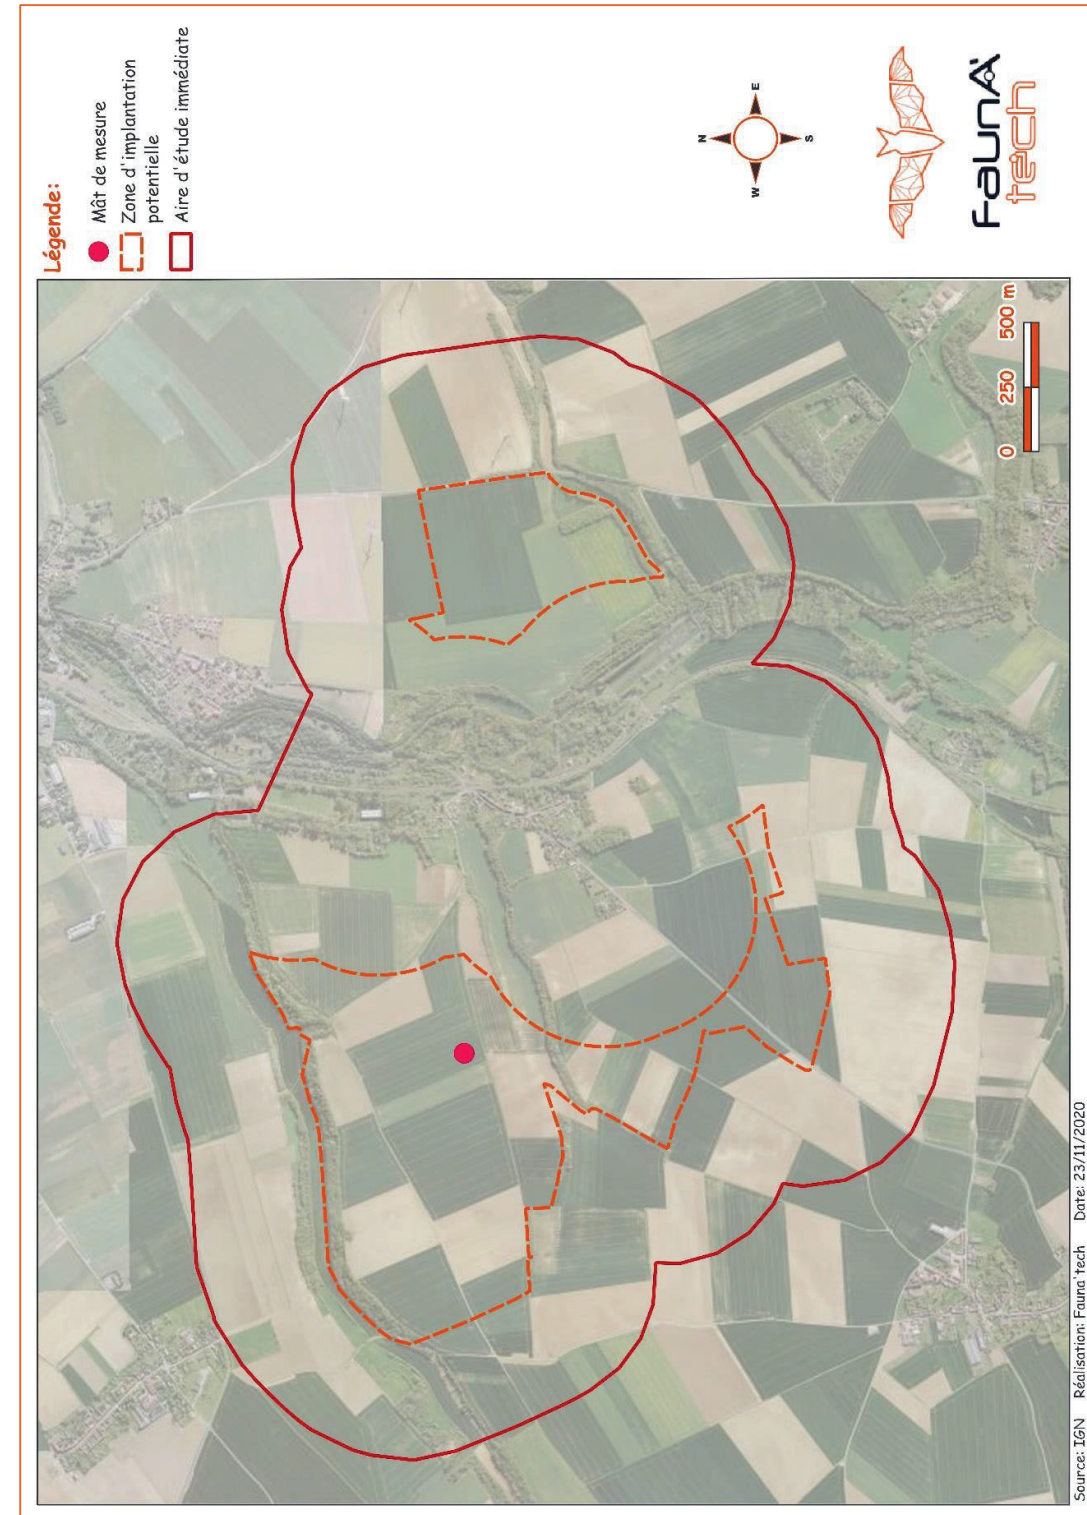 Légende:
Mât de mesure
Zone d'implantation
potentielle
Aire d'étude immédiate
N
W
E
S
Faunà
tech
0 250 500 m
Source: IGN Réalisation: Fauna'tech Date: 23/11/2020